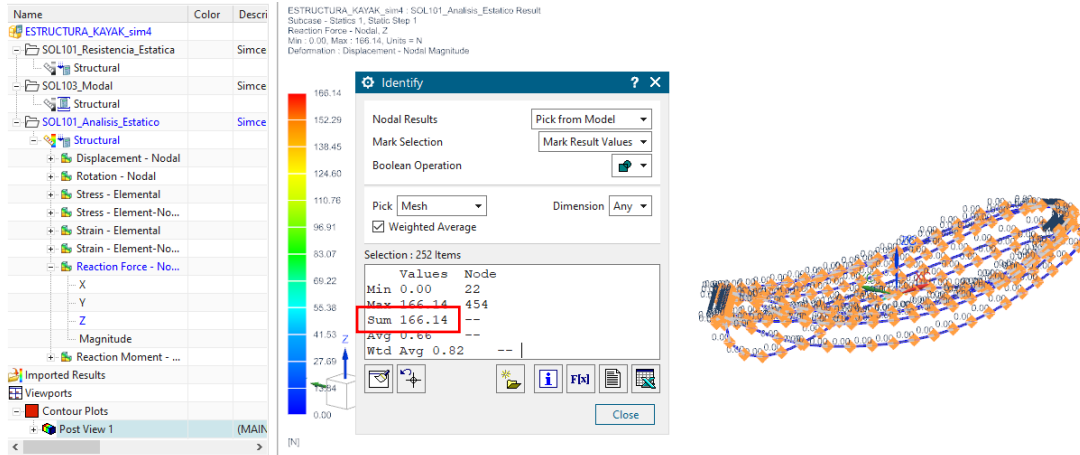 Name Color Descri
ESTRUCTURA_KAYAK_sim4
SOL101_Resistencia_Estatica Simce
Structural
SOL103_Modal Simce
Structural
SOL101_Analisis_Estatico Simce
Structural
Displacement - Nodal
Rotation - Nodal
Stress - Elemental
Stress - Element-No...
Strain - Elemental
Strain - Element-No...
Reaction Force - No...
X
Y
Z
Magnitude
Reaction Moment - ...
Imported Results
Viewports
Contour Plots
Post View 1 (MAIN
ESTRUCTURA_KAYAK_sim4 : SOL101_Analisis_Estatico Result
Subcase - Statics 1, Static Step 1
Reaction Force - Nodal, Z
Min : 0.00, Max : 166.14, Units = N
Deformation : Displacement - Nodal Magnitude
166.14
152.29
138.45
124.60
110.76
96.91
83.07
69.22
55.38
41.53
27.69
13.84
0.00
[N]
Z
Identify
? X
Nodal Results Pick from Model
Mark Selection Mark Result Values
Boolean Operation
Pick Mesh Dimension Any
Weighted Average
Selection : 252 Items
Values Node
Min 0.00 22
Max 166.14 454
Sum 166.14 --
Avg 0.66 --
Wtd Avg 0.82 --
F[x]
Close